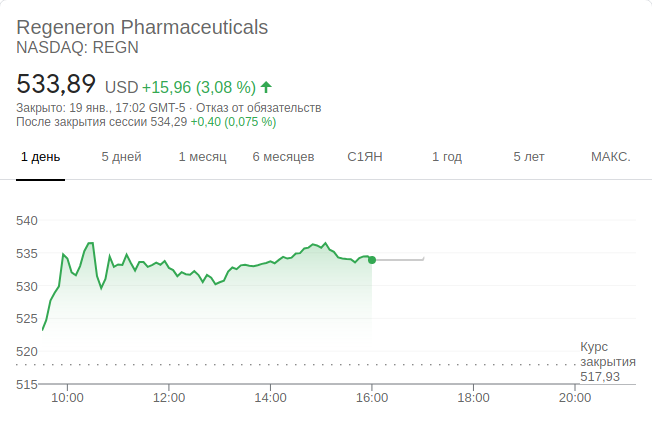 Regeneron Pharmaceuticals
NASDAQ: REGN
533,89 USD +15,96 (3,08 %)
Закрыто: 19 янв., 17:02 GMT-5 · Отказ от обязательств
После закрытия сессии 534,29 +0,40 (0,075 %)
1 день 5 дней 1 месяц 6 месяцев С1ЯН 1 год 5 лет МАКС.
540
535
530
525
520
515
Курс
закрытия
517,93
10:00 12:00 14:00 16:00 18:00 20:00